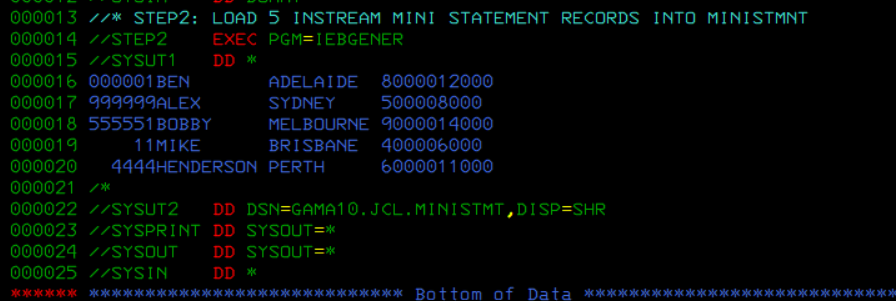 000013 //* STEP2: LOAD 5 INSTREAM MINI STATEMENT RECORDS INTO MINISTMNT
000014 //STEP2    EXEC PGM=IEBGENER
000015 //SYSUT1   DD *
000016 000001BEN       ADELAIDE  8000012000
000017 999999ALEX      SYDNEY    500008000
000018 555551BOBBY     MELBOURNE 9000014000
000019     11MIKE      BRISBANE  400006000
000020   4444HENDERSON PERTH     6000011000
000021 /*
000022 //SYSUT2   DD DSN=GAMA10.JCL.MINISTMT,DISP=SHR
000023 //SYSPRINT DD SYSOUT=*
000024 //SYSOUT   DD SYSOUT=*
000025 //SYSIN    DD *
****** **************************** Bottom of Data ****************************